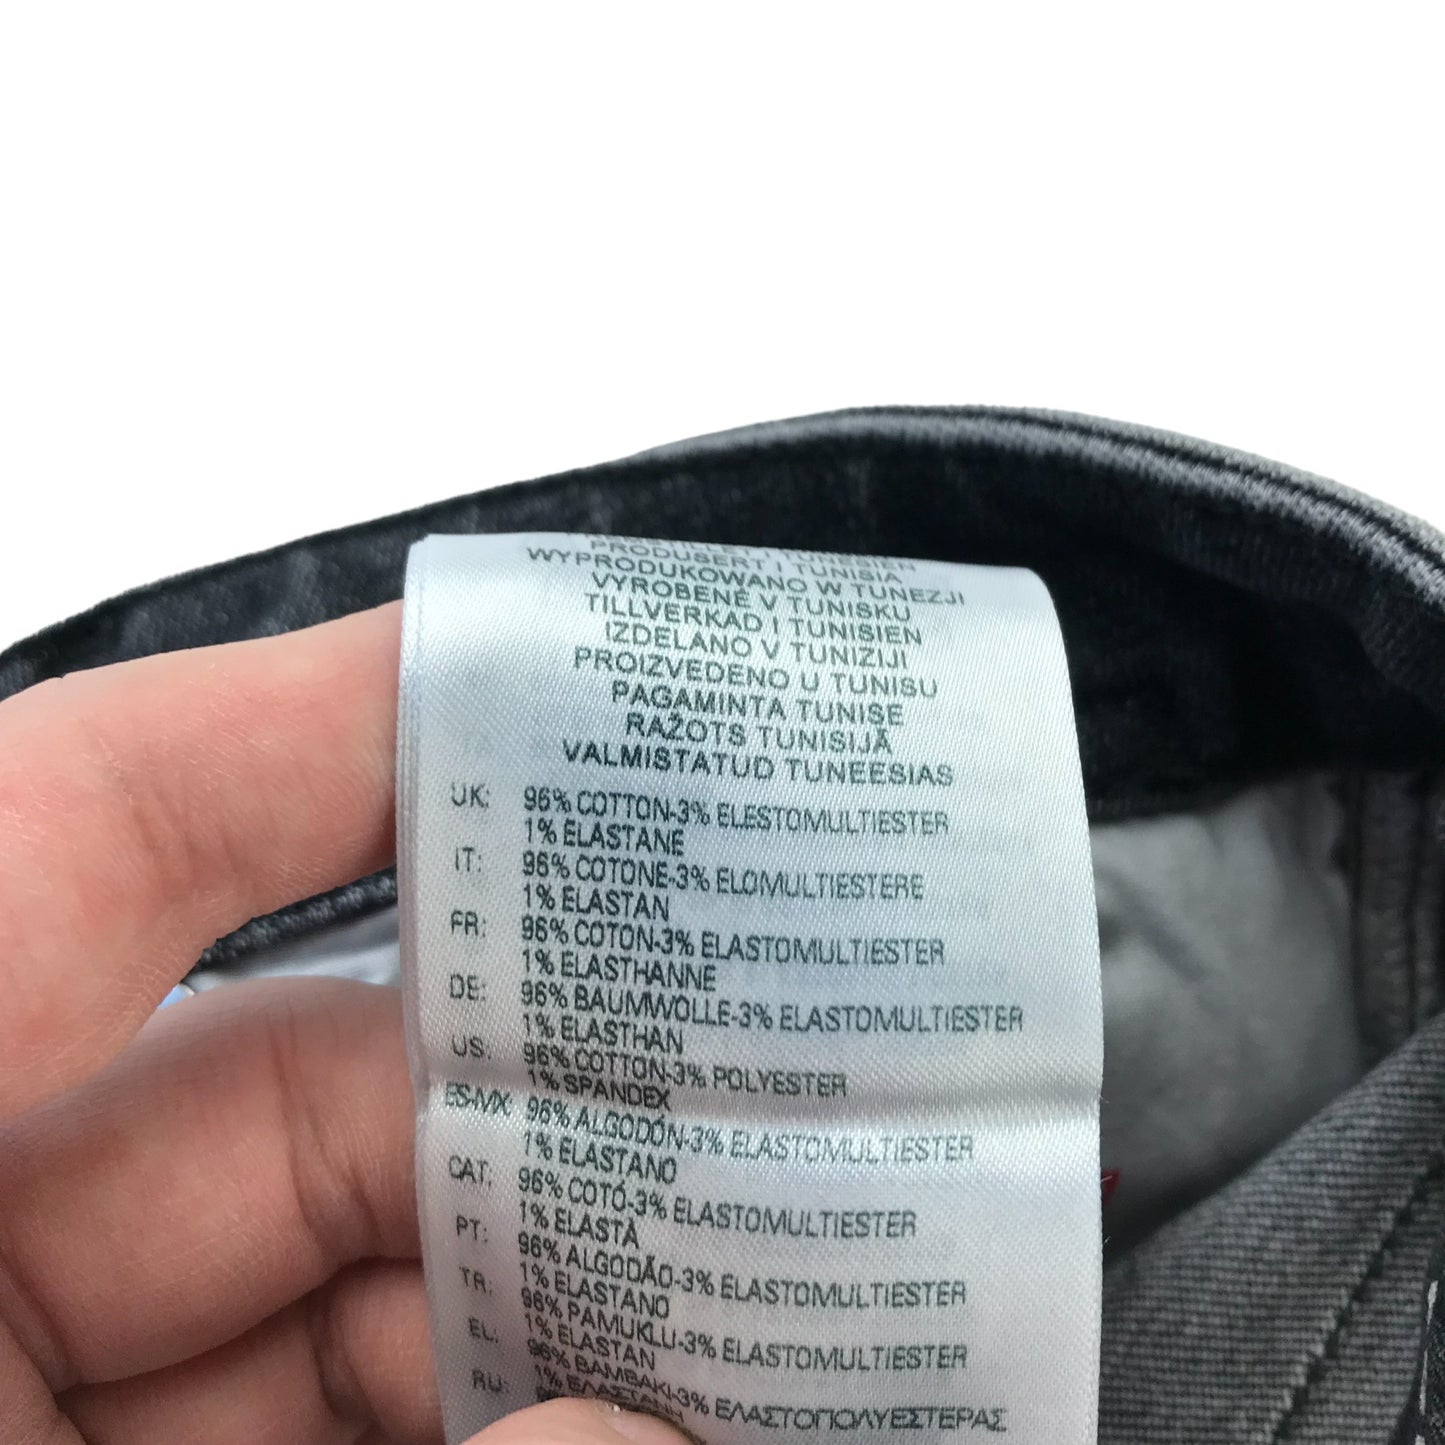 PRODUSERT I TUNISIA
WYPRODUKOWANO W TUNEZJI
VYROBENÉ V TUNISKU
TILLVERKAD I TUNISIEN
IZDELANO V TUNIZIJI
PROIZVEDENO U TUNISU
PAGAMINTA TUNISE
RAŽOTS TUNISIJĀ
VALMISTATUD TUNEESIAS
UK: 96% COTTON-3% ELESTOMULTIESTER
1% ELASTANE
IT: 96% COTONE-3% ELOMULTIESTERE
1% ELASTAN
FR: 96% COTON-3% ELASTOMULTIESTER
1% ELASTHANNE
DE: 96% BAUMWOLLE-3% ELASTOMULTIESTER
1% ELASTHAN
US: 96% COTTON-3% POLYESTER
1% SPANDEX
ES-MX 96% ALGODÓN-3% ELASTOMULTIESTER
1% ELASTANO
CAT: 96% COTÓ-3% ELASTOMULTIESTER
1% ELASTÀ
PT: 96% ALGODÃO-3% ELASTOMULTIESTER
1% ELASTANO
TR: 96% PAMUKLU-3% ELASTOMULTIESTER
1% ELASTAN
EL: 96% ΒΑΜΒΑΚΙ-3% ΕΛΑΣΤΟΠΟΛΥΕΣΤΕΡΑΣ
1% ΕΛΑΣΤΑΝΗ
RU: